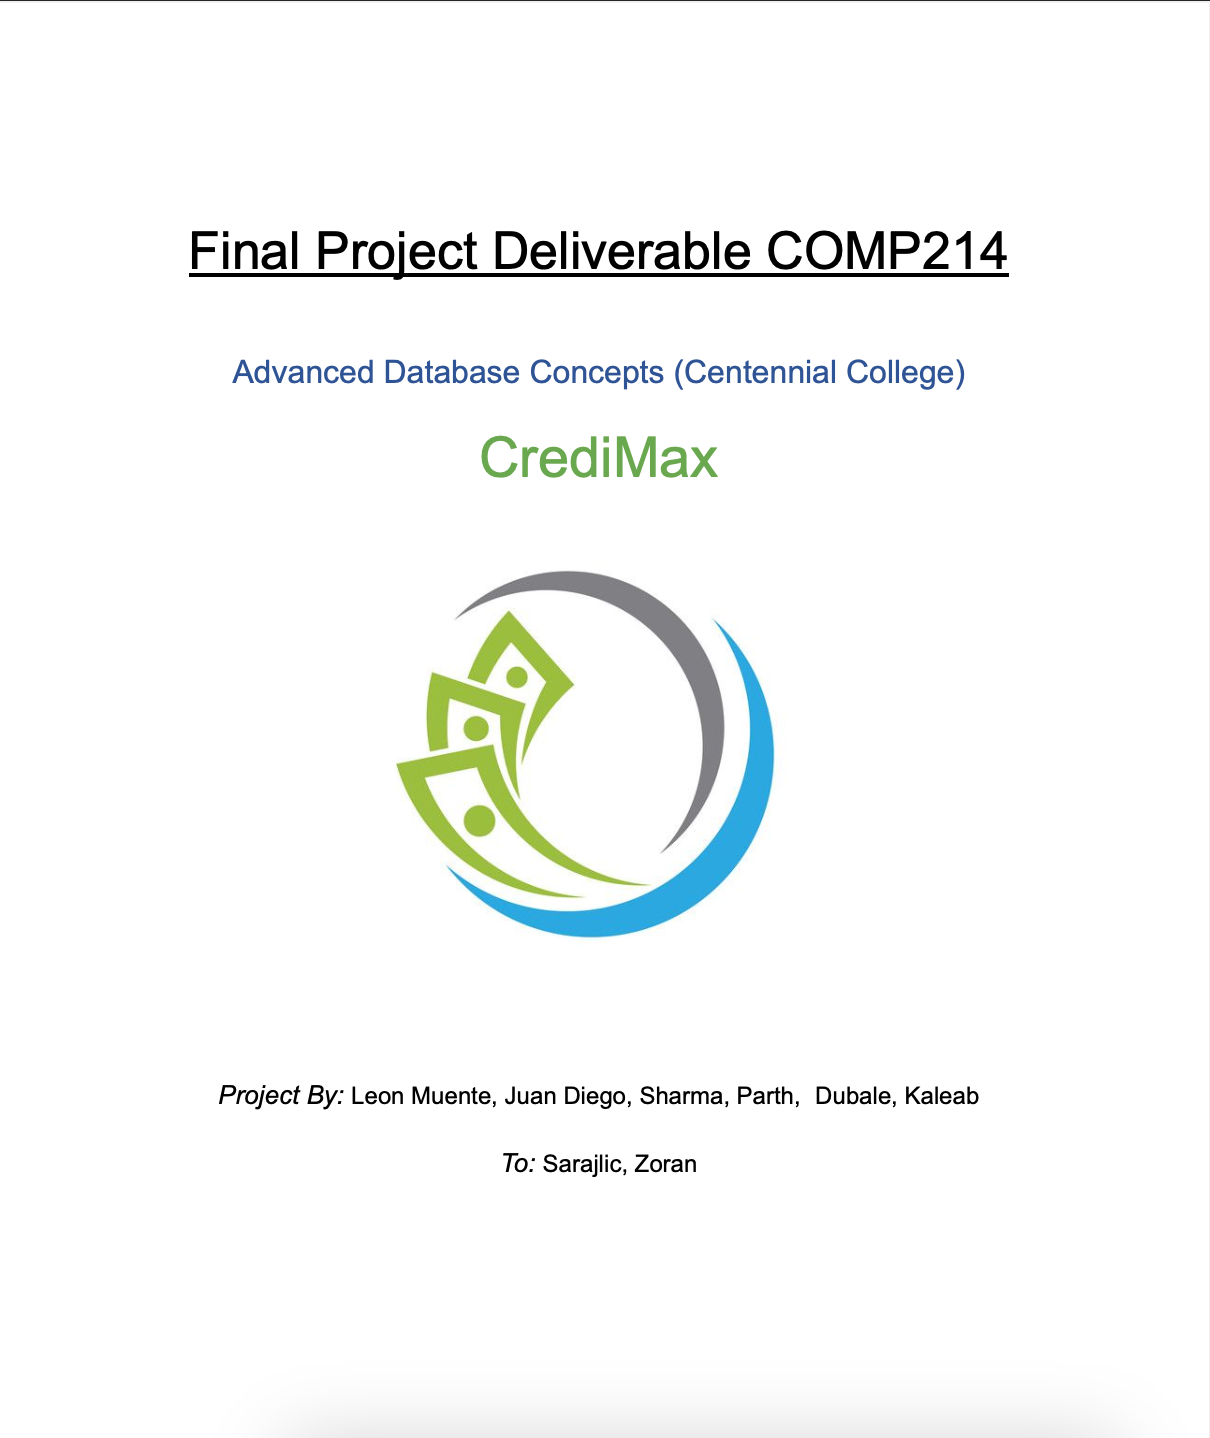 Final Project Deliverable COMP214
Advanced Database Concepts (Centennial College)
CrediMax
Project By: Leon Muente, Juan Diego, Sharma, Parth,  Dubale, Kaleab
To: Sarajlic, Zoran